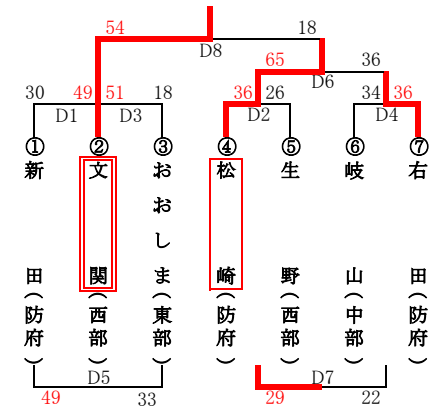 54 18
D8
65 36
D6
30 49 51 18 36 26 34 36
D1 D3 D2 D4
① ② ③ ④ ⑤ ⑥ ⑦
新田(防府)
文関(西部)
おおしま(東部)
松崎(防府)
生野(西部)
岐山(中部)
右田(防府)
D5 D7
49 33 29 22